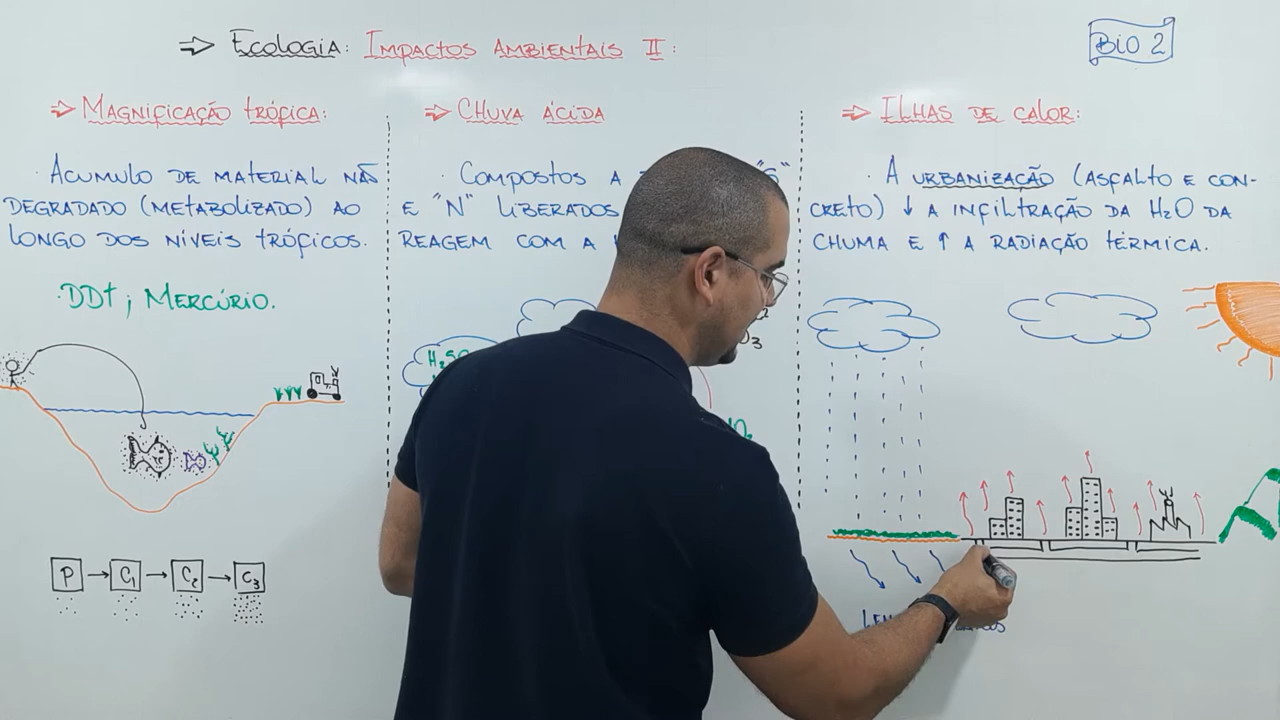 ⇒ Ecologia: Impactos Ambientais II:
BIO 2
⇒ Magnificação trófica:
· Acumulo de material não
degradado (metabolizado) ao
longo dos níveis tróficos.
· DDT; Mercúrio.
P → C1 → C2 → C3
⇒ Chuva ácida
· Compostos a
e "N" liberados
reagem com a
⇒ Ilhas de calor:
· A urbanização (asfalto e con-
creto) ↓ a infiltração da H2O da
chuma e ↑ a radiação térmica.